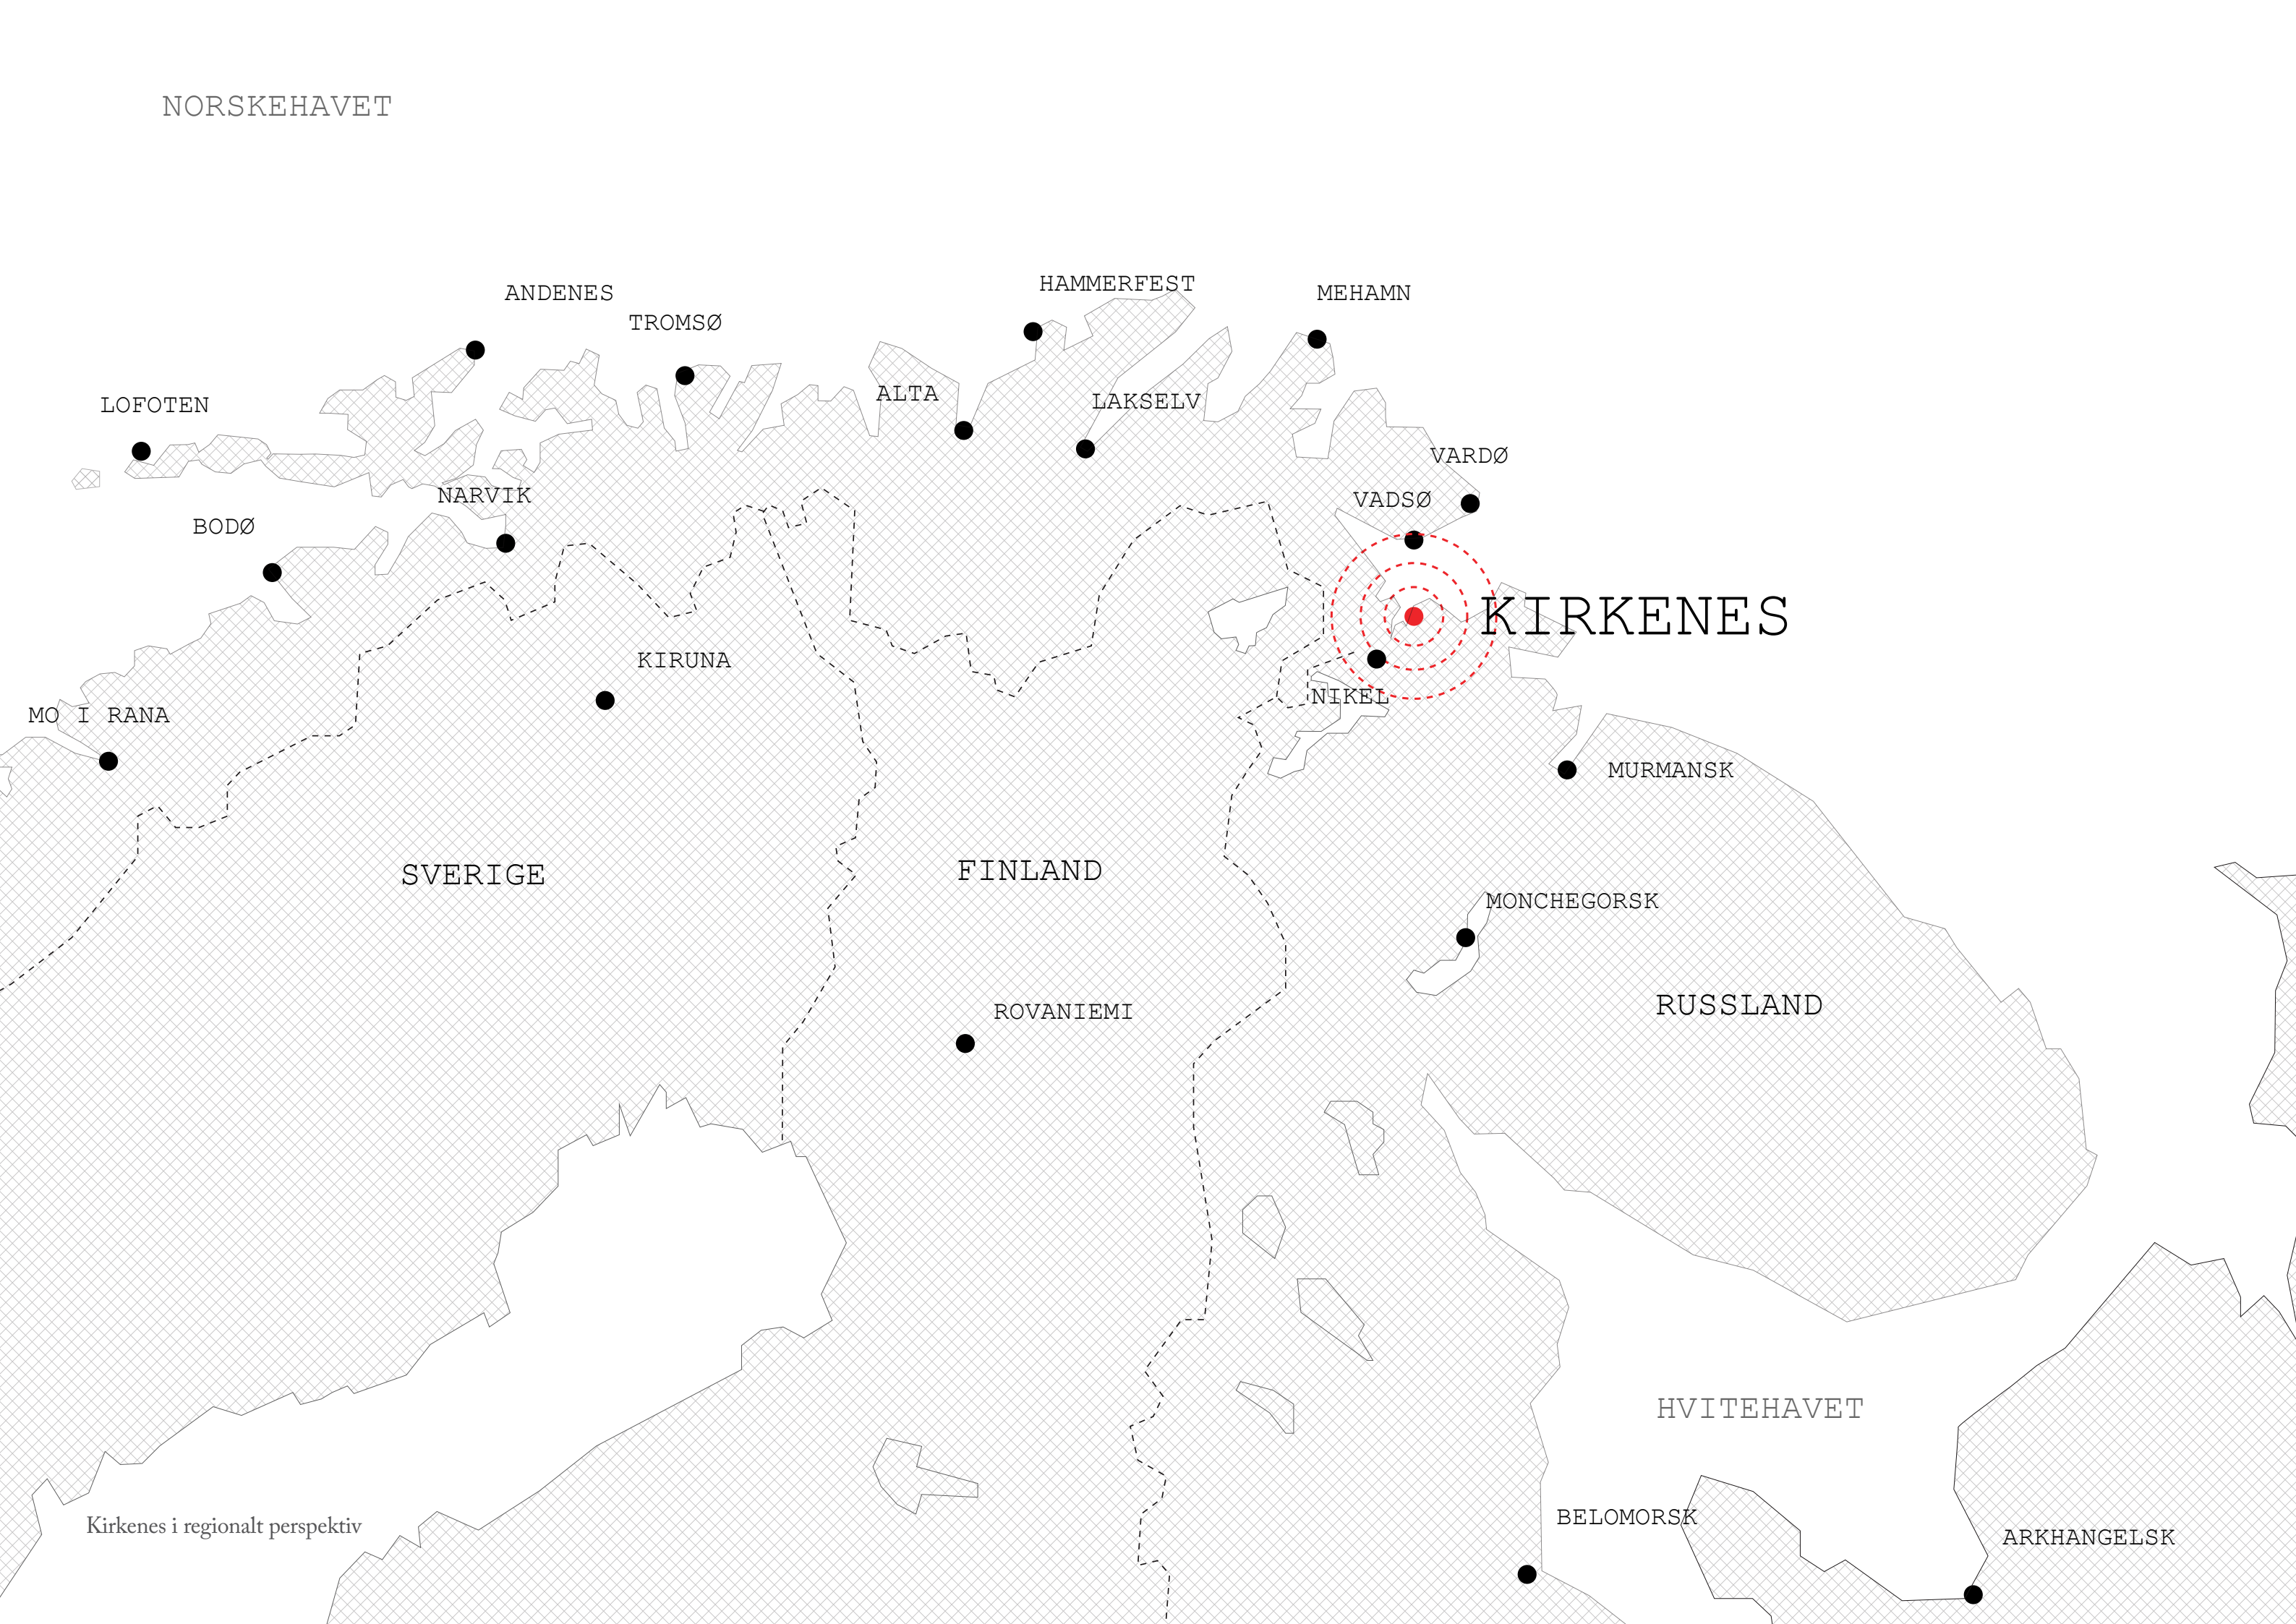 NORSKEHAVET
HAMMERFEST
ANDENES
MEHAMN
TROMSØ
ALTA
LAKSELV
LOFOTEN
VARDØ
NARVIK
VADSØ
BODØ
KIRKENES
KIRUNA
NIKEL
MO I RANA
MURMANSK
FINLAND
SVERIGE
MONCHEGORSK
RUSSLAND
ROVANIEMI
HVITEHAVET
BELOMORSK
Kirkenes i regionalt perspektiv
ARKHANGELSK